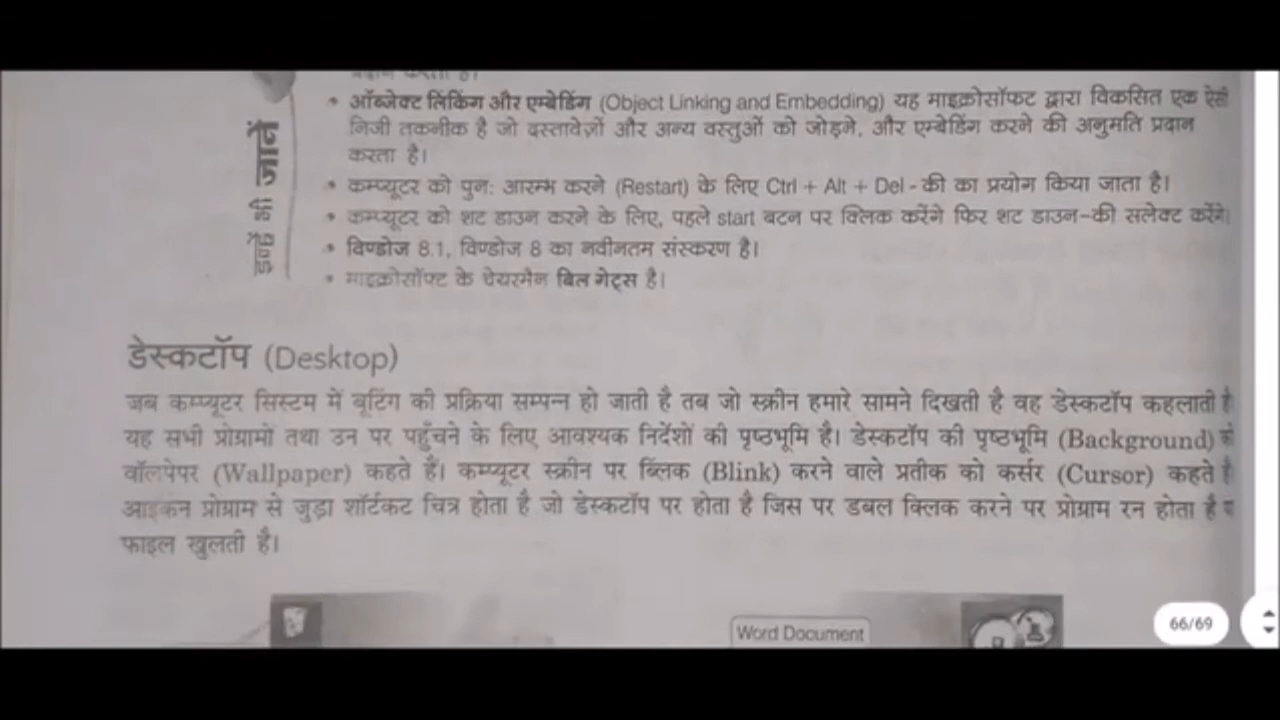 प्रदान करता है।
इन्हें भी जानें
• ऑब्जेक्ट लिंकिंग और एम्बेडिंग (Object Linking and Embedding) यह माइक्रोसॉफट द्वारा विकसित एक ऐसी
निजी तकनीक है जो दस्तावेज़ों और अन्य वस्तुओं को जोड़ने, और एम्बेडिंग करने की अनुमति प्रदान
करता है।
• कम्प्यूटर को पुन: आरम्भ करने (Restart) के लिए Ctrl + Alt + Del - की का प्रयोग किया जाता है।
• कम्प्यूटर को शट डाउन करने के लिए, पहले start बटन पर क्लिक करेंगे फिर शट डाउन-की सलेक्ट करेंगे।
• विण्डोज 8.1, विण्डोज 8 का नवीनतम संस्करण है।
• माइक्रोसॉफ्ट के चेयरमैन बिल गेट्स है।
डेस्कटॉप (Desktop)
जब कम्प्यूटर सिस्टम में बूटिंग की प्रक्रिया सम्पन्न हो जाती है तब जो स्क्रीन हमारे सामने दिखती है वह डेस्कटॉप कहलाती है
यह सभी प्रोग्रामों तथा उन पर पहुँचने के लिए आवश्यक निर्देशों की पृष्ठभूमि है। डेस्कटॉप की पृष्ठभूमि (Background) को
वॉलपेपर (Wallpaper) कहते हैं। कम्प्यूटर स्क्रीन पर ब्लिंक (Blink) करने वाले प्रतीक को कर्सर (Cursor) कहते है
आइकन प्रोग्राम से जुड़ा शॉर्टकट चित्र होता है जो डेस्कटॉप पर होता है जिस पर डबल क्लिक करने पर प्रोग्राम रन होता है
फाइल खुलती है।
Word Document
66/69